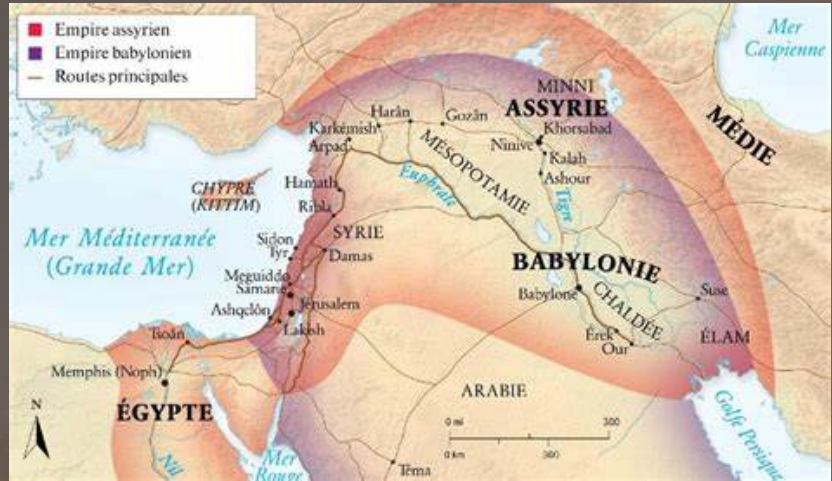 Empire assyrien
Empire babylonien
Routes principales
Mer
Caspienne
MINNI
ASSYRIE
MÉDIE
Harân
Gozân
Karkémish
Arpad
Khorsabad
Ninive
Kalah
Ashour
MÉSOPOTAMIE
Euphrate
Tigre
CHYPRE
(KITTIM)
Hamath
Ribla
SYRIE
Mer Méditerranée
(Grande Mer)
Sidon
Tyr
Damas
Meguiddo
Samarie
Jérusalem
Ashqelôn
Lakish
BABYLONIE
Babylone
CHALDÉE
Suse
Érek
Our
ÉLAM
Tsoân
Memphis (Noph)
ÉGYPTE
ARABIE
N
0 mi 300
0 km 300
Golfe Persique
Nil
Mer
Rouge
Téma